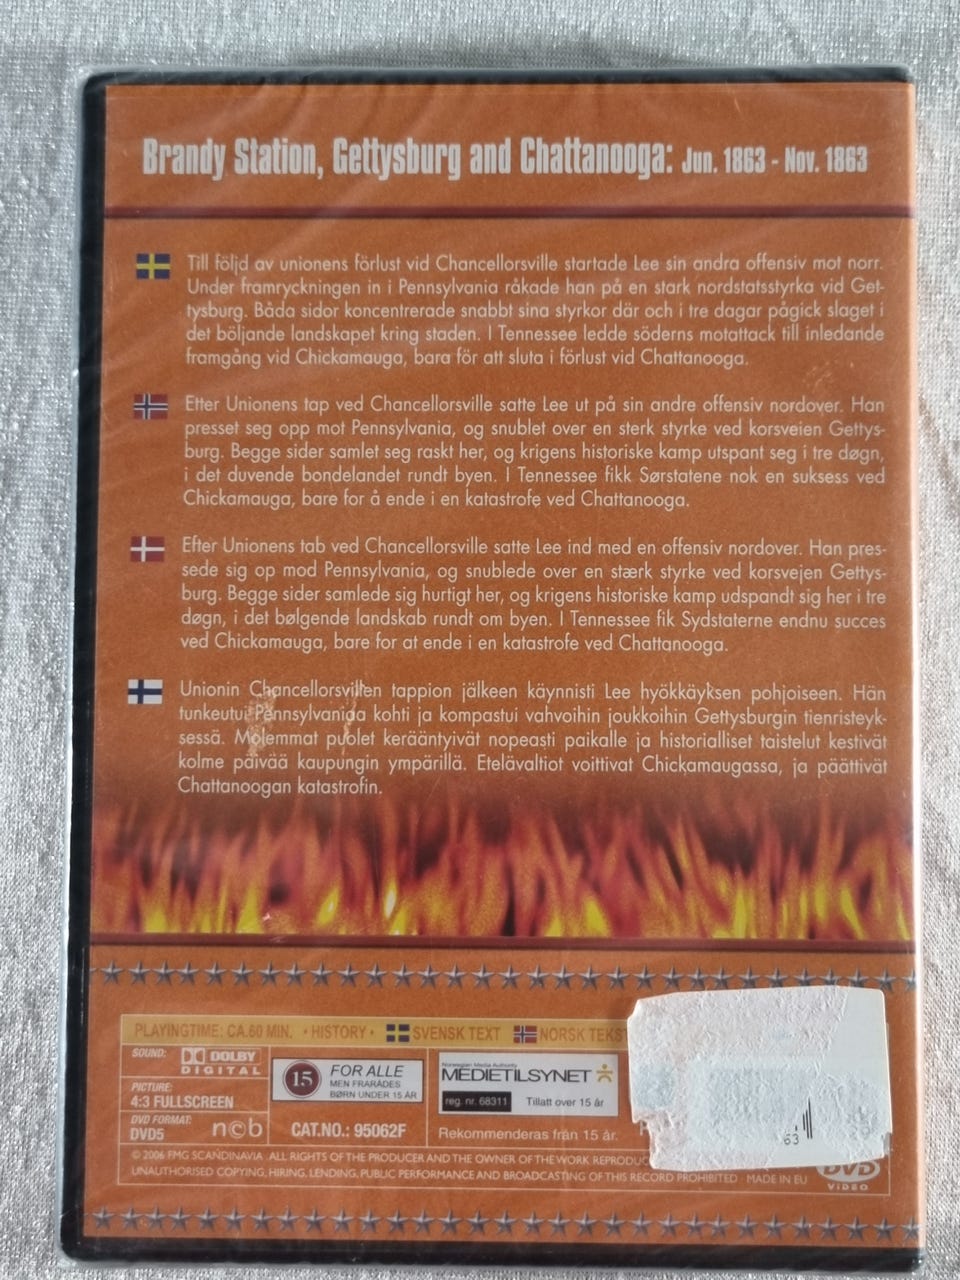 Brandy Station, Gettysburg and Chattanooga: Jun. 1863 - Nov. 1863
Till följd av unionens förlust vid Chancellorsville startade Lee sin andra offensiv mot norr.
Under framryckningen in i Pennsylvania råkade han på en stark nordstatsstyrka vid Get-
tysburg. Båda sidor koncentrerade snabbt sina styrkor där och i tre dagar pågick slaget i
det böljande landskapet kring staden. I Tennessee ledde söderns motattack till inledande
framgång vid Chickamauga, bara för att sluta i förlust vid Chattanooga.
Etter Unionens tap ved Chancellorsville satte Lee ut på sin andre offensiv nordover. Han
presset seg opp mot Pennsylvania, og snublet over en sterk styrke ved korsveien Gettys-
burg. Begge sider samlet seg raskt her, og krigens historiske kamp utspant seg i tre døgn,
i det duvende bondelandet rundt byen. I Tennessee fikk Sørstatene nok en suksess ved
Chickamauga, bare for å ende i en katastrofe ved Chattanooga.
Efter Unionens tab ved Chancellorsville satte Lee ind med en offensiv nordover. Han pres-
sede sig op mod Pennsylvania, og snublede over en stærk styrke ved korsvejen Gettys-
burg. Begge sider samlede sig hurtigt her, og krigens historiske kamp udspandt sig her i tre
døgn, i det bølgende landskab rundt om byen. I Tennessee fik Sydstaterne endnu succes
ved Chickamauga, bare for at ende i en katastrofe ved Chattanooga.
Unionin Chancellorsvillen tappion jälkeen käynnisti Lee hyökkäyksen pohjoiseen. Hän
tunkeutui Pennsylvaniaa kohti ja kompastui vahvoihin joukkoihin Gettysburgin tienristeyk-
sessä. Molemmat puolet kerääntyivät nopeasti paikalle ja historialliset taistelut kestivät
kolme päivää kaupungin ympärillä. Etelävaltiot voittivat Chickamaugassa, ja päättivät
Chattanoogan katastrofin.
PLAYINGTIME: CA.60 MIN. • HISTORY • SVENSK TEXT NORSK TEKST
SOUND: DOLBY DIGITAL
PICTURE:
4:3 FULLSCREEN
DVD FORMAT:
DVD5 ncb
15 FOR ALLE
MEN FRARÅDES
BØRN UNDER 15 ÅR
CAT.NO.: 95062F
Norwegian Media Authority
MEDIETILSYNET
reg. nr. 68311 Tillatt over 15 år
Rekommenderas från 15 år.
63
© 2006 FMG SCANDINAVIA ALL RIGHTS OF THE PRODUCER AND THE OWNER OF THE WORK
UNAUTHORISED COPYING, HIRING, LENDING, PUBLIC PERFORMANCE AND BROADCASTING OF THIS RECORD PROHIBITED MADE IN EU
DVD
VIDEO